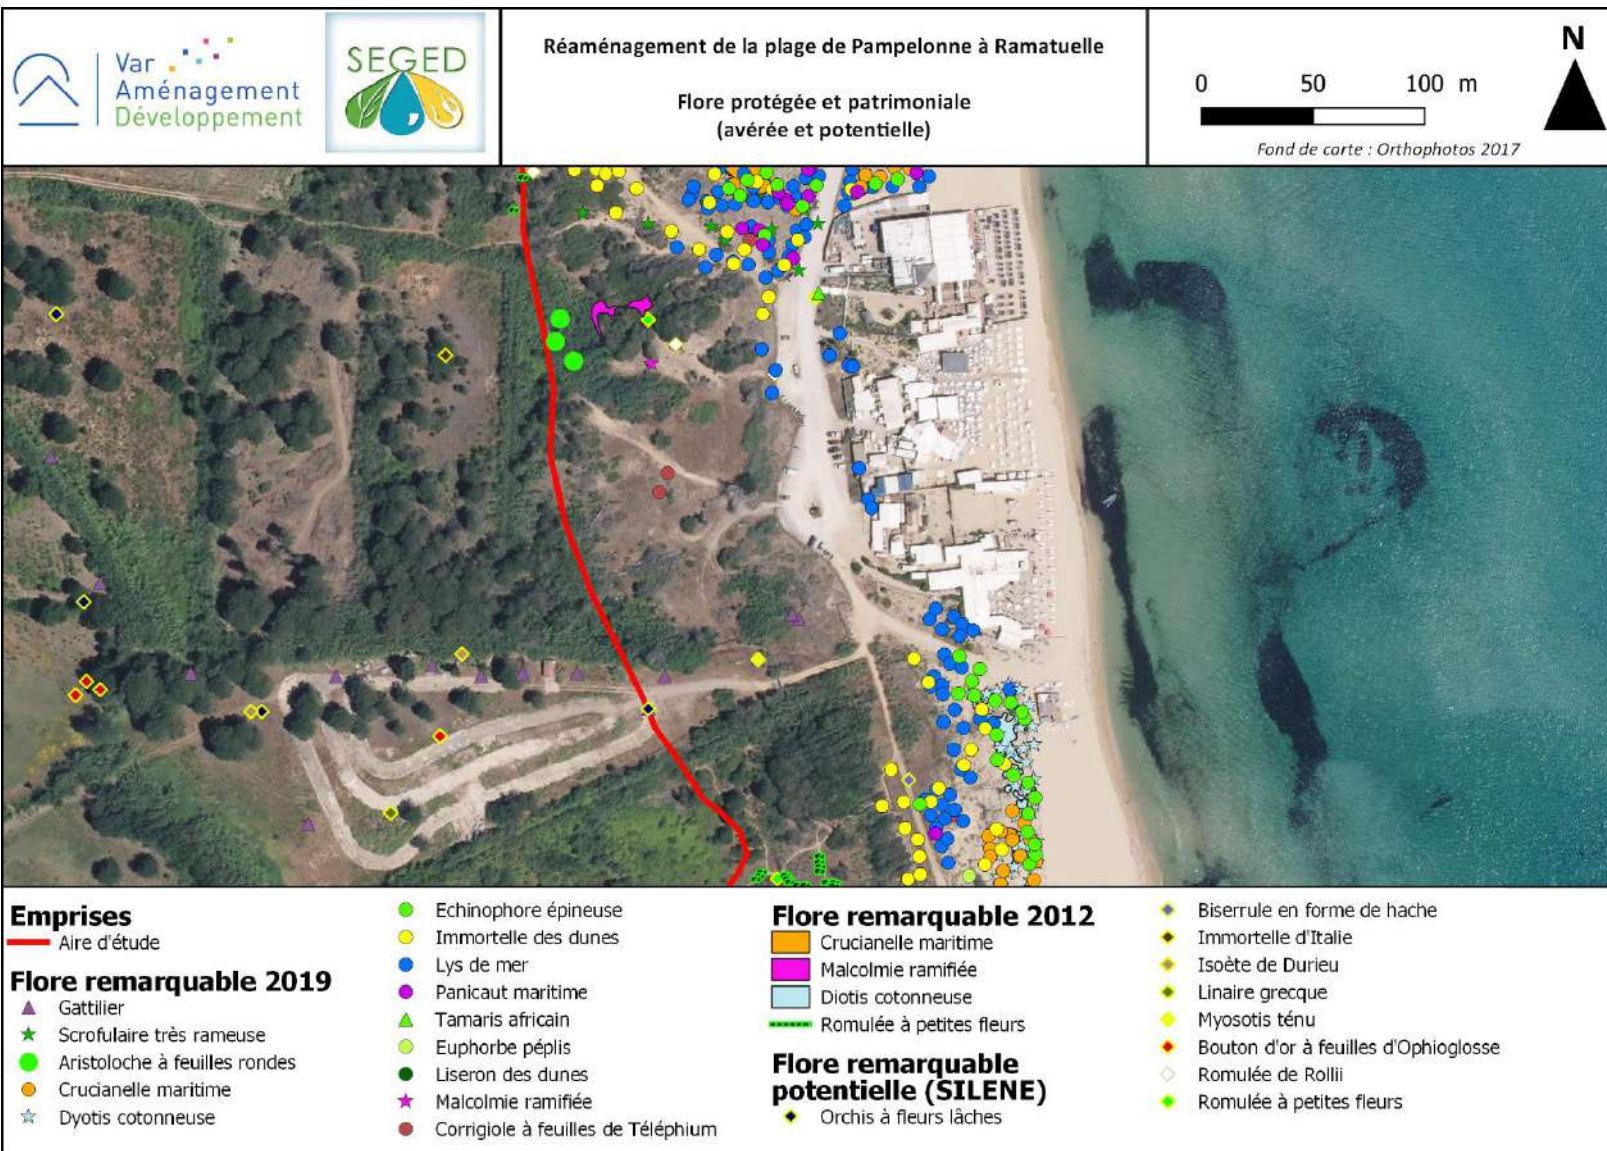 Var
Aménagement
Développement
SEGED
Réaménagement de la plage de Pampelonne à Ramatuelle
Flore protégée et patrimoniale
(avérée et potentielle)
0 50 100 m
Fond de carte : Orthophotos 2017
N
Emprises
Aire d'étude
Flore remarquable 2019
Gattilier
Scrofulaire très rameuse
Aristoloche à feuilles rondes
Crucianelle maritime
Dyotis cotonneuse
Echinophore épineuse
Immortelle des dunes
Lys de mer
Panicaut maritime
Tamaris africain
Euphorbe péplis
Liseron des dunes
Malcolmie ramifiée
Corrigiole à feuilles de Téléphium
Flore remarquable 2012
Crucianelle maritime
Malcolmie ramifiée
Diotis cotonneuse
Romulée à petites fleurs
Flore remarquable
potentielle (SILENE)
Orchis à fleurs lâches
Biserrule en forme de hache
Immortelle d'Italie
Isoète de Durieu
Linaire grecque
Myosotis ténu
Bouton d'or à feuilles d'Ophioglosse
Romulée de Rollii
Romulée à petites fleurs